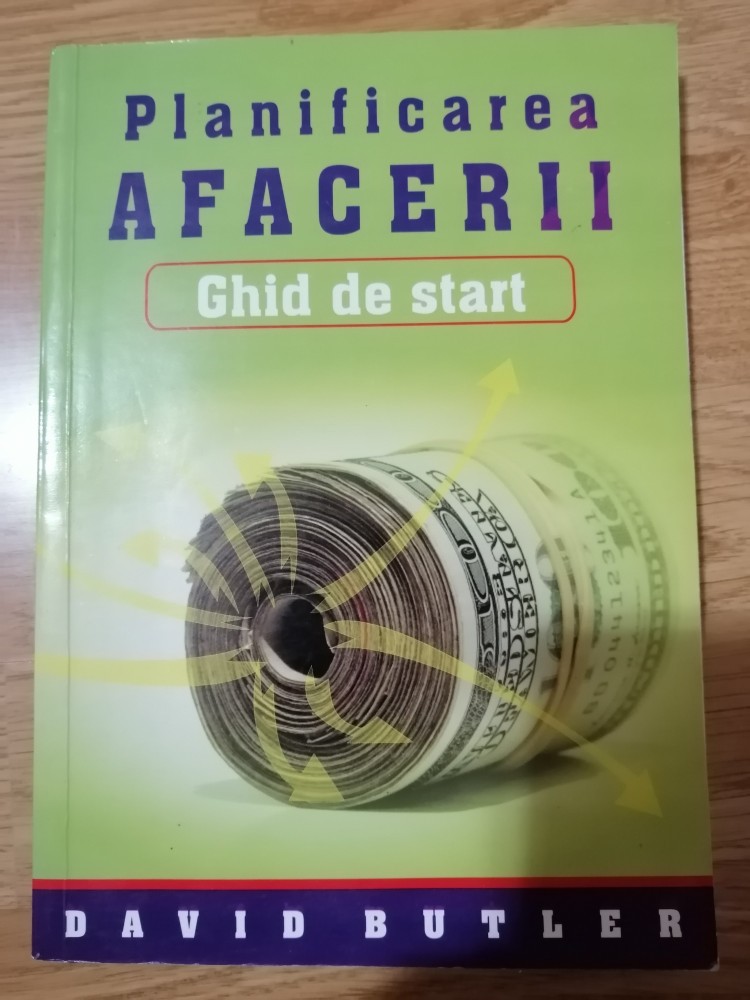 Planificarea
AFACERII
Ghid de start
DAVID BUTLER